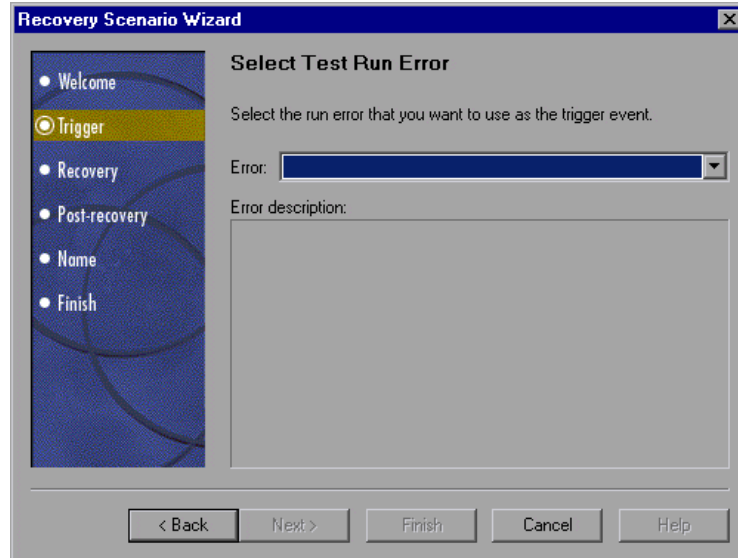 Recovery Scenario Wizard
Welcome
Trigger
Recovery
Post-recovery
Name
Finish
Select Test Run Error
Select the run error that you want to use as the trigger event.
Error:
Error description:
< Back
Next >
Finish
Cancel
Help